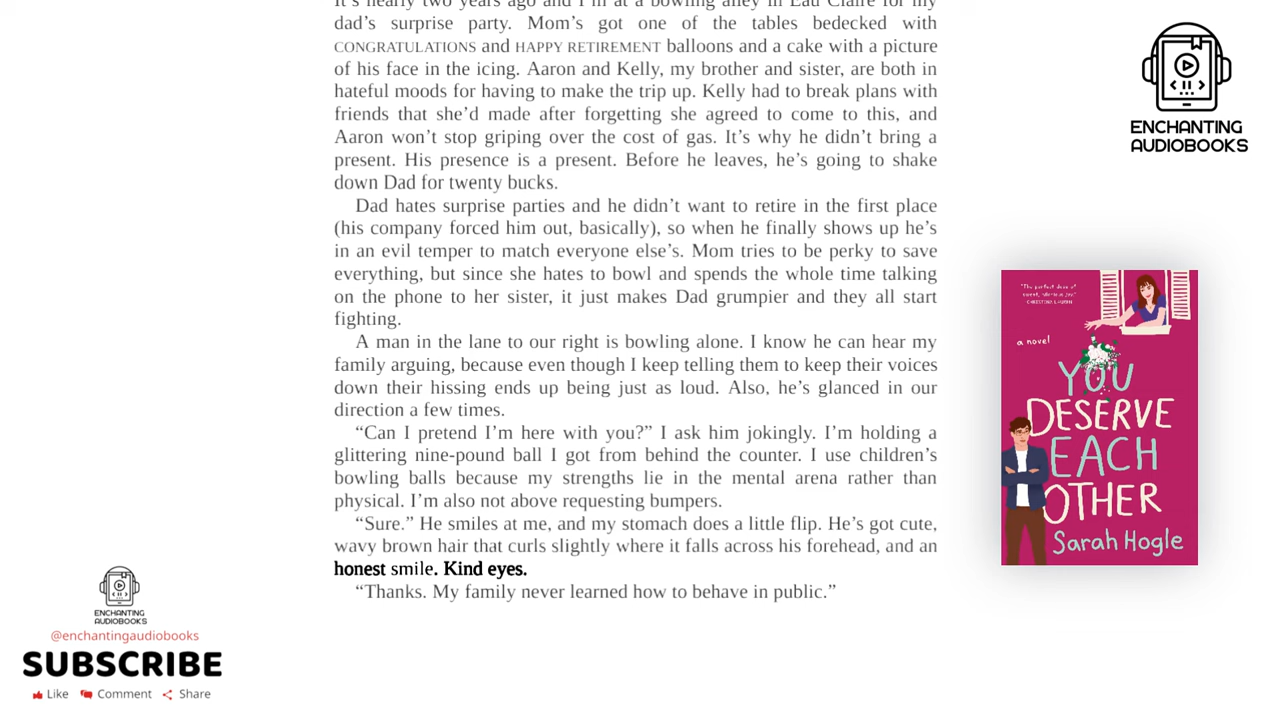 It's nearly two years ago and I'm at a bowling alley in Eau Claire for my
dad's surprise party. Mom's got one of the tables bedecked with
CONGRATULATIONS and HAPPY RETIREMENT balloons and a cake with a picture
of his face in the icing. Aaron and Kelly, my brother and sister, are both in
hateful moods for having to make the trip up. Kelly had to break plans with
friends that she'd made after forgetting she agreed to come to this, and
Aaron won't stop griping over the cost of gas. It's why he didn't bring a
present. His presence is a present. Before he leaves, he's going to shake
down Dad for twenty bucks.
Dad hates surprise parties and he didn't want to retire in the first place
(his company forced him out, basically), so when he finally shows up he's
in an evil temper to match everyone else's. Mom tries to be perky to save
everything, but since she hates to bowl and spends the whole time talking
on the phone to her sister, it just makes Dad grumpier and they all start
fighting.
A man in the lane to our right is bowling alone. I know he can hear my
family arguing, because even though I keep telling them to keep their voices
down their hissing ends up being just as loud. Also, he's glanced in our
direction a few times.
“Can I pretend I'm here with you?” I ask him jokingly. I'm holding a
glittering nine-pound ball I got from behind the counter. I use children's
bowling balls because my strengths lie in the mental arena rather than
physical. I'm also not above requesting bumpers.
“Sure.” He smiles at me, and my stomach does a little flip. He's got cute,
wavy brown hair that curls slightly where it falls across his forehead, and an
honest smile. Kind eyes.
“Thanks. My family never learned how to behave in public.”
ENCHANTING
AUDIOBOOKS
"The perfect dose of
CHRISTINA LAUREN
a novel
YOU
DESERVE
EACH
OTHER
Sarah Hogle
ENCHANTING
AUDIOBOOKS
@enchantingaudiobooks
SUBSCRIBE
Like Comment Share